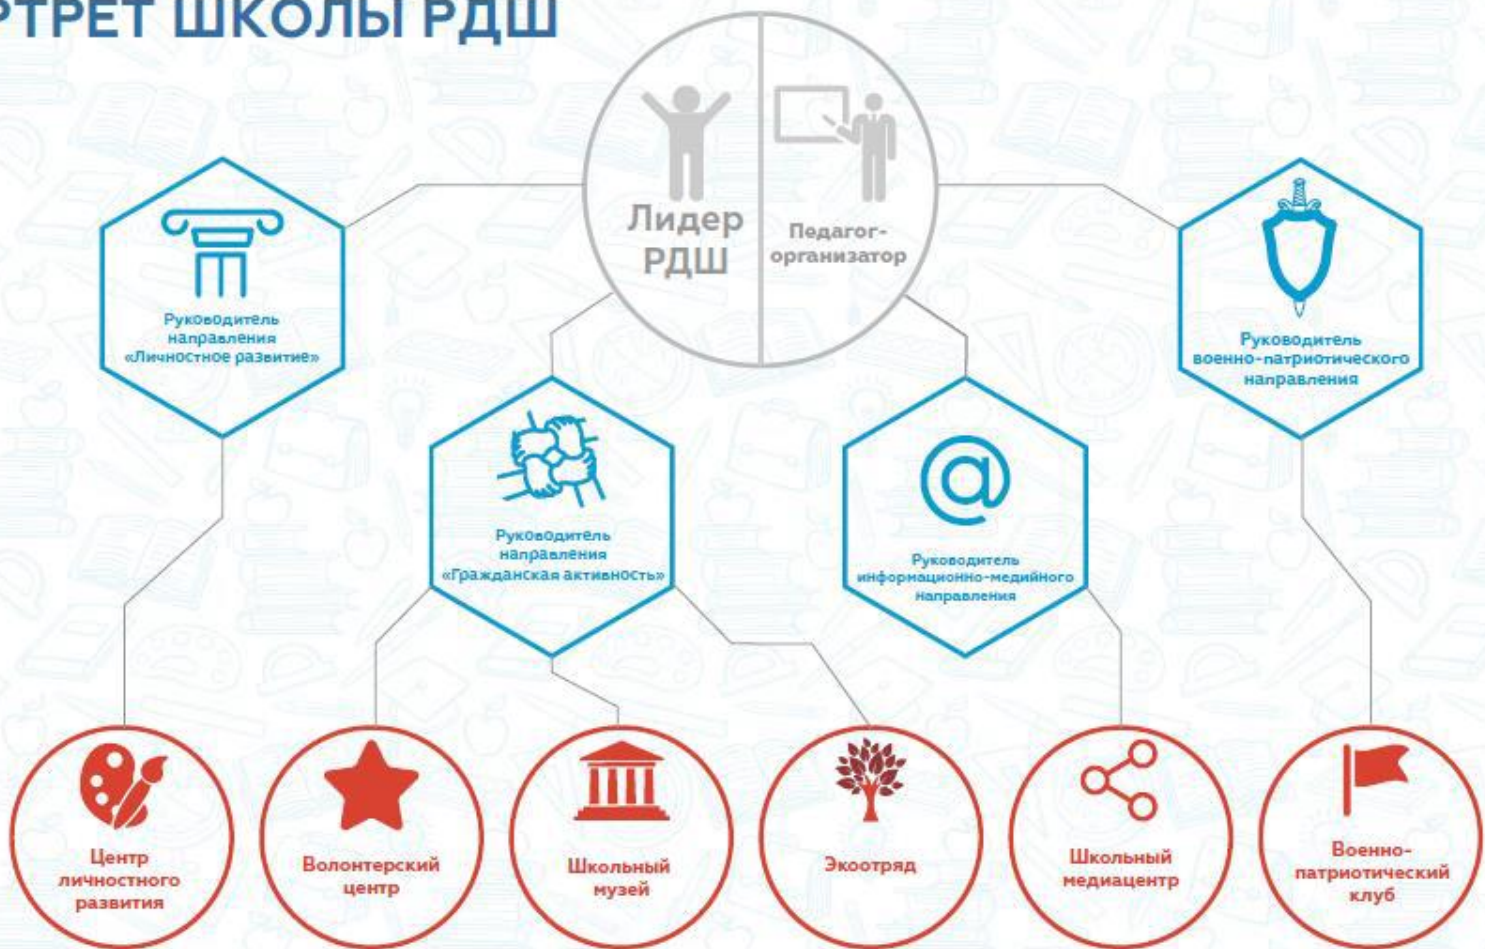 РТРЕТ ШКОЛЫ РДШ
Лидер
РДШ
Педагог-
организатор
Руководитель
направления
«Личностное развитие»
Руководитель
военно-патриотического
направления
Руководитель
направления
«Гражданская активность»
Руководитель
информационно-медийного
направления
Центр
личностного
развития
Волонтерский
центр
Школьный
музей
Экоотряд
Школьный
медиацентр
Военно-
патриотический
клуб